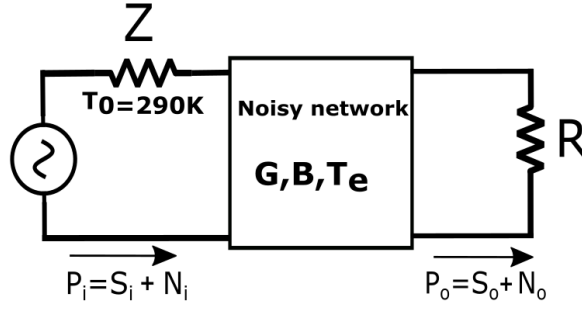 Z
T0=290K
Noisy network
G,B,Te
R
Pi=Si + Ni
Po=So+No